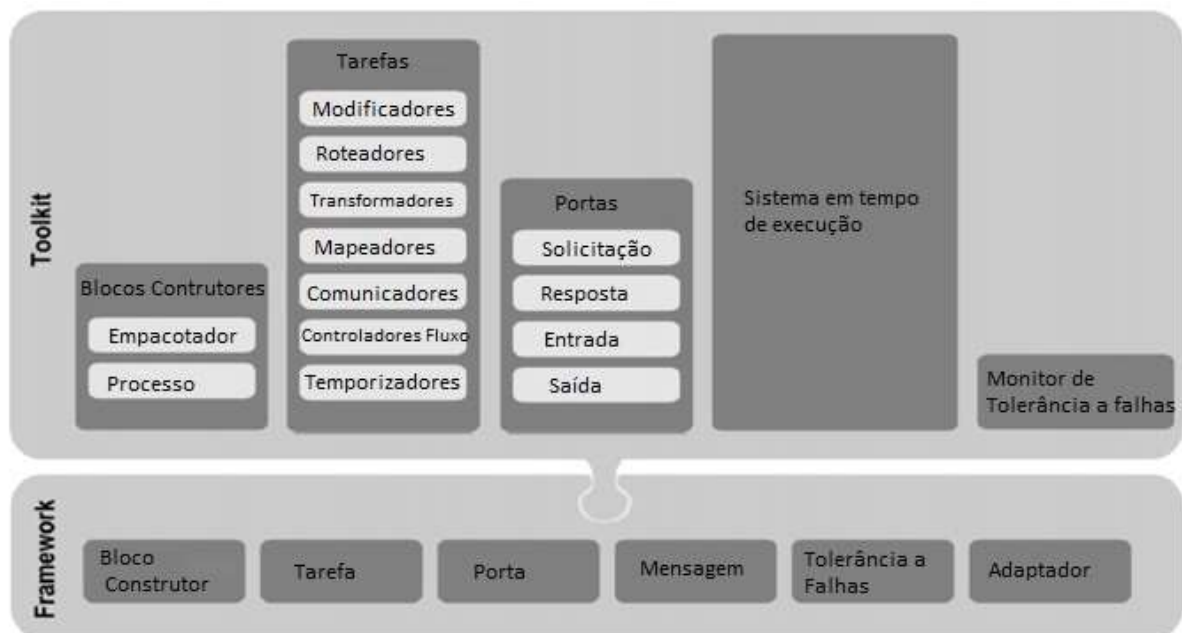 Toolkit
Blocos Contrutores
Empacotador
Processo
Tarefas
Modificadores
Roteadores
Transformadores
Mapeadores
Comunicadores
Controladores Fluxo
Temporizadores
Portas
Solicitação
Resposta
Entrada
Saída
Sistema em tempo
de execução
Monitor de
Tolerância a falhas
Framework
Bloco
Construtor
Tarefa
Porta
Mensagem
Tolerância a
Falhas
Adaptador